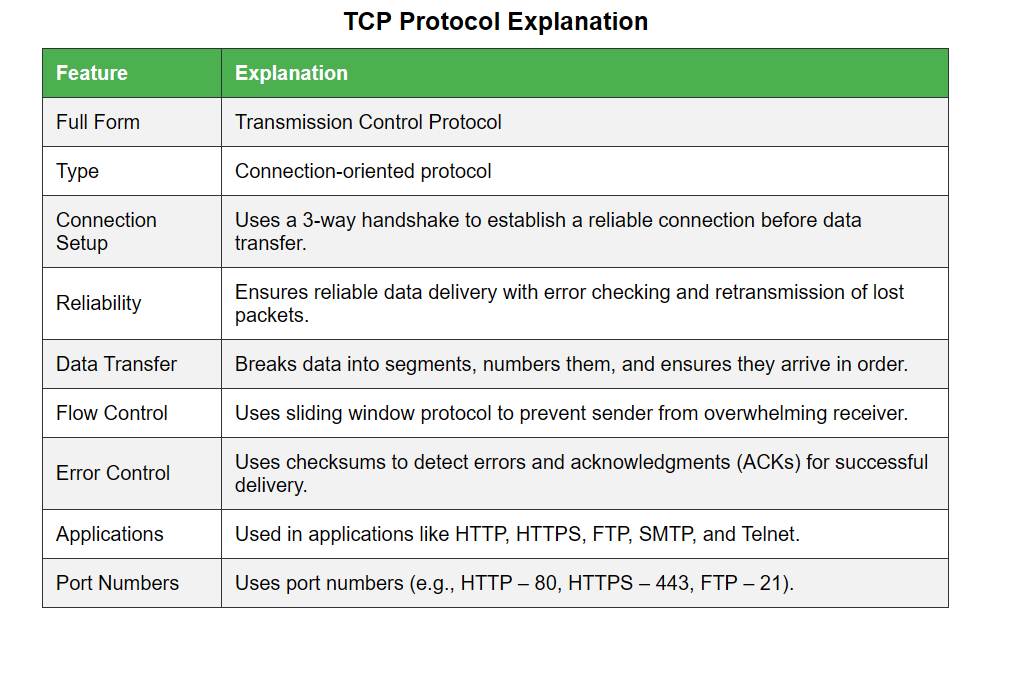 TCP Protocol Explanation
Feature Explanation
Full Form Transmission Control Protocol
Type Connection-oriented protocol
Connection Setup Uses a 3-way handshake to establish a reliable connection before data
transfer.
Reliability Ensures reliable data delivery with error checking and retransmission of lost
packets.
Data Transfer Breaks data into segments, numbers them, and ensures they arrive in order.
Flow Control Uses sliding window protocol to prevent sender from overwhelming receiver.
Error Control Uses checksums to detect errors and acknowledgments (ACKs) for successful
delivery.
Applications Used in applications like HTTP, HTTPS, FTP, SMTP, and Telnet.
Port Numbers Uses port numbers (e.g., HTTP – 80, HTTPS – 443, FTP – 21).